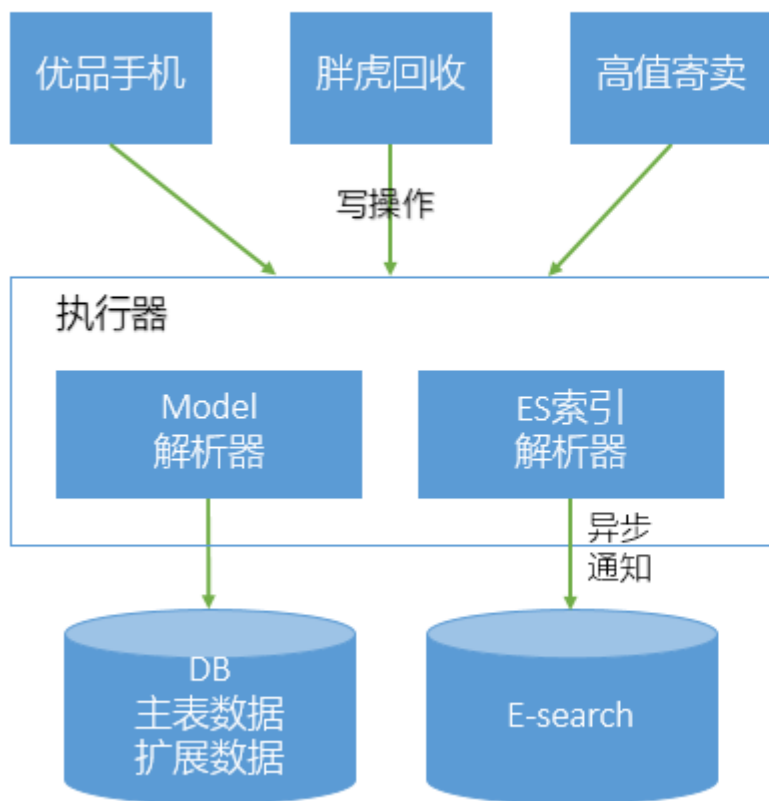 优品手机
胖虎回收
高值寄卖
写操作
执行器
Model
解析器
ES索引
解析器
异步
通知
DB
主表数据
扩展数据
E-search